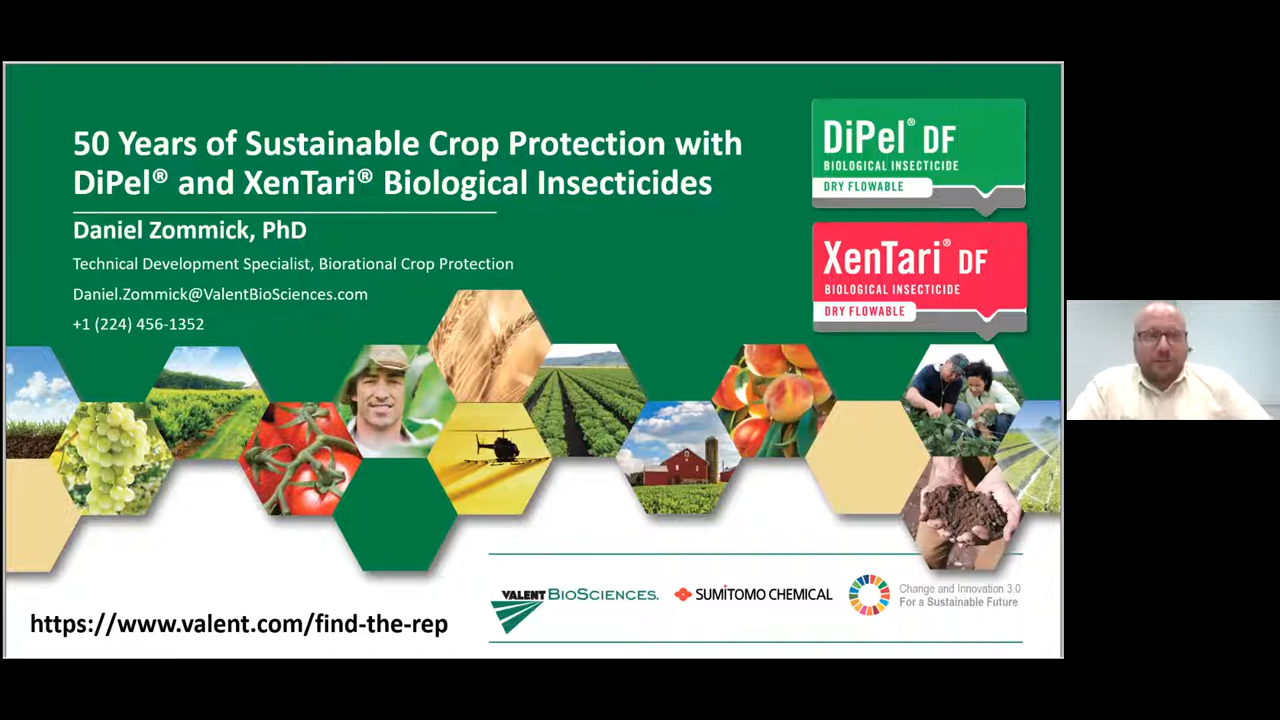 50 Years of Sustainable Crop Protection with
DiPel® and XenTari® Biological Insecticides
Daniel Zommick, PhD
Technical Development Specialist, Biorational Crop Protection
Daniel.Zommick@ValentBioSciences.com
+1 (224) 456-1352
DiPel® DF
BIOLOGICAL INSECTICIDE
DRY FLOWABLE
XenTari® DF
BIOLOGICAL INSECTICIDE
DRY FLOWABLE
https://www.valent.com/find-the-rep
VALENT BIOSCIENCES.
SUMITOMO CHEMICAL
Change and Innovation 3.0
For a Sustainable Future